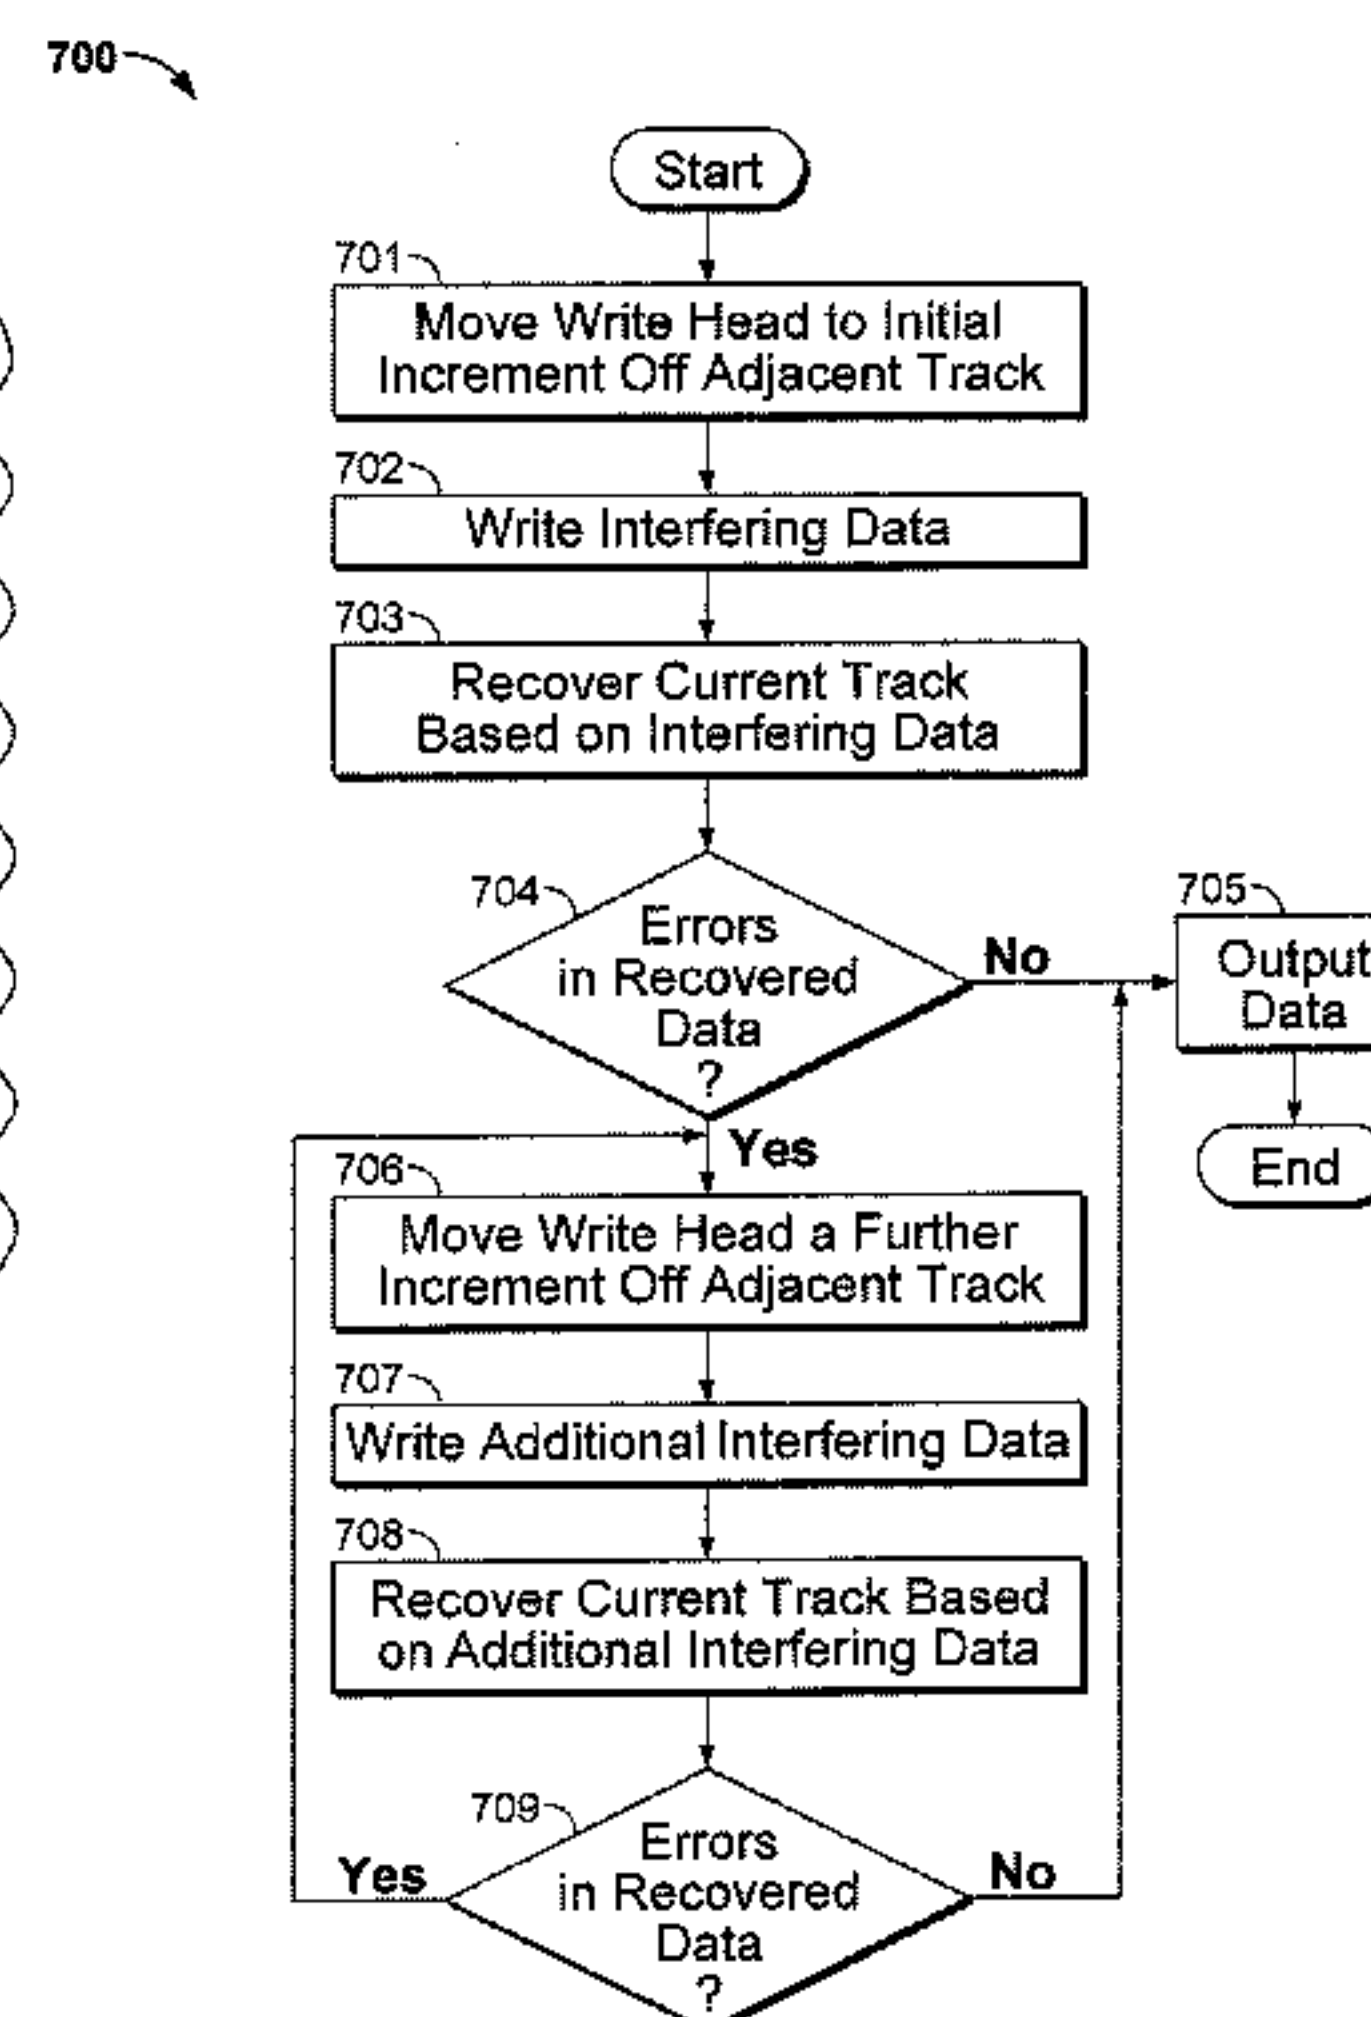 700
Start
701
Move Write Head to Initial
Increment Off Adjacent Track
702
Write Interfering Data
703
Recover Current Track
Based on Interfering Data
704
Errors
in Recovered
Data
?
No
705
Output
Data
End
Yes
706
Move Write Head a Further
Increment Off Adjacent Track
707
Write Additional Interfering Data
708
Recover Current Track Based
on Additional Interfering Data
709
Errors
in Recovered
Data
?
Yes
No